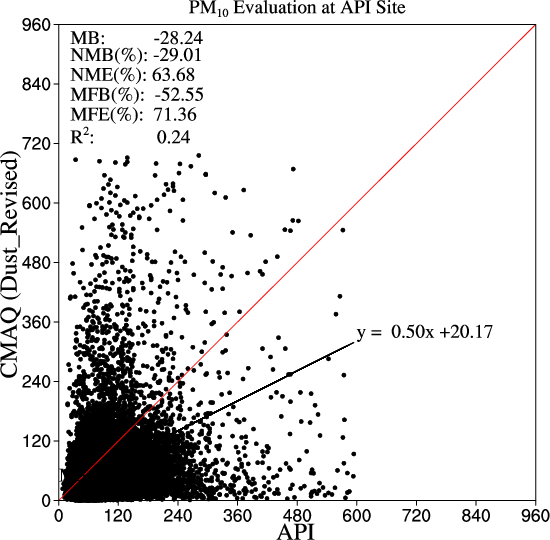 PM10 Evaluation at API Site
MB: -28.24
NMB(%): -29.01
NME(%): 63.68
MFB(%): -52.55
MFE(%): 71.36
R2: 0.24
y = 0.50x +20.17
CMAQ (Dust_Revised)
960
840
720
600
480
360
240
120
0
0 120 240 360 480 600 720 840 960
API